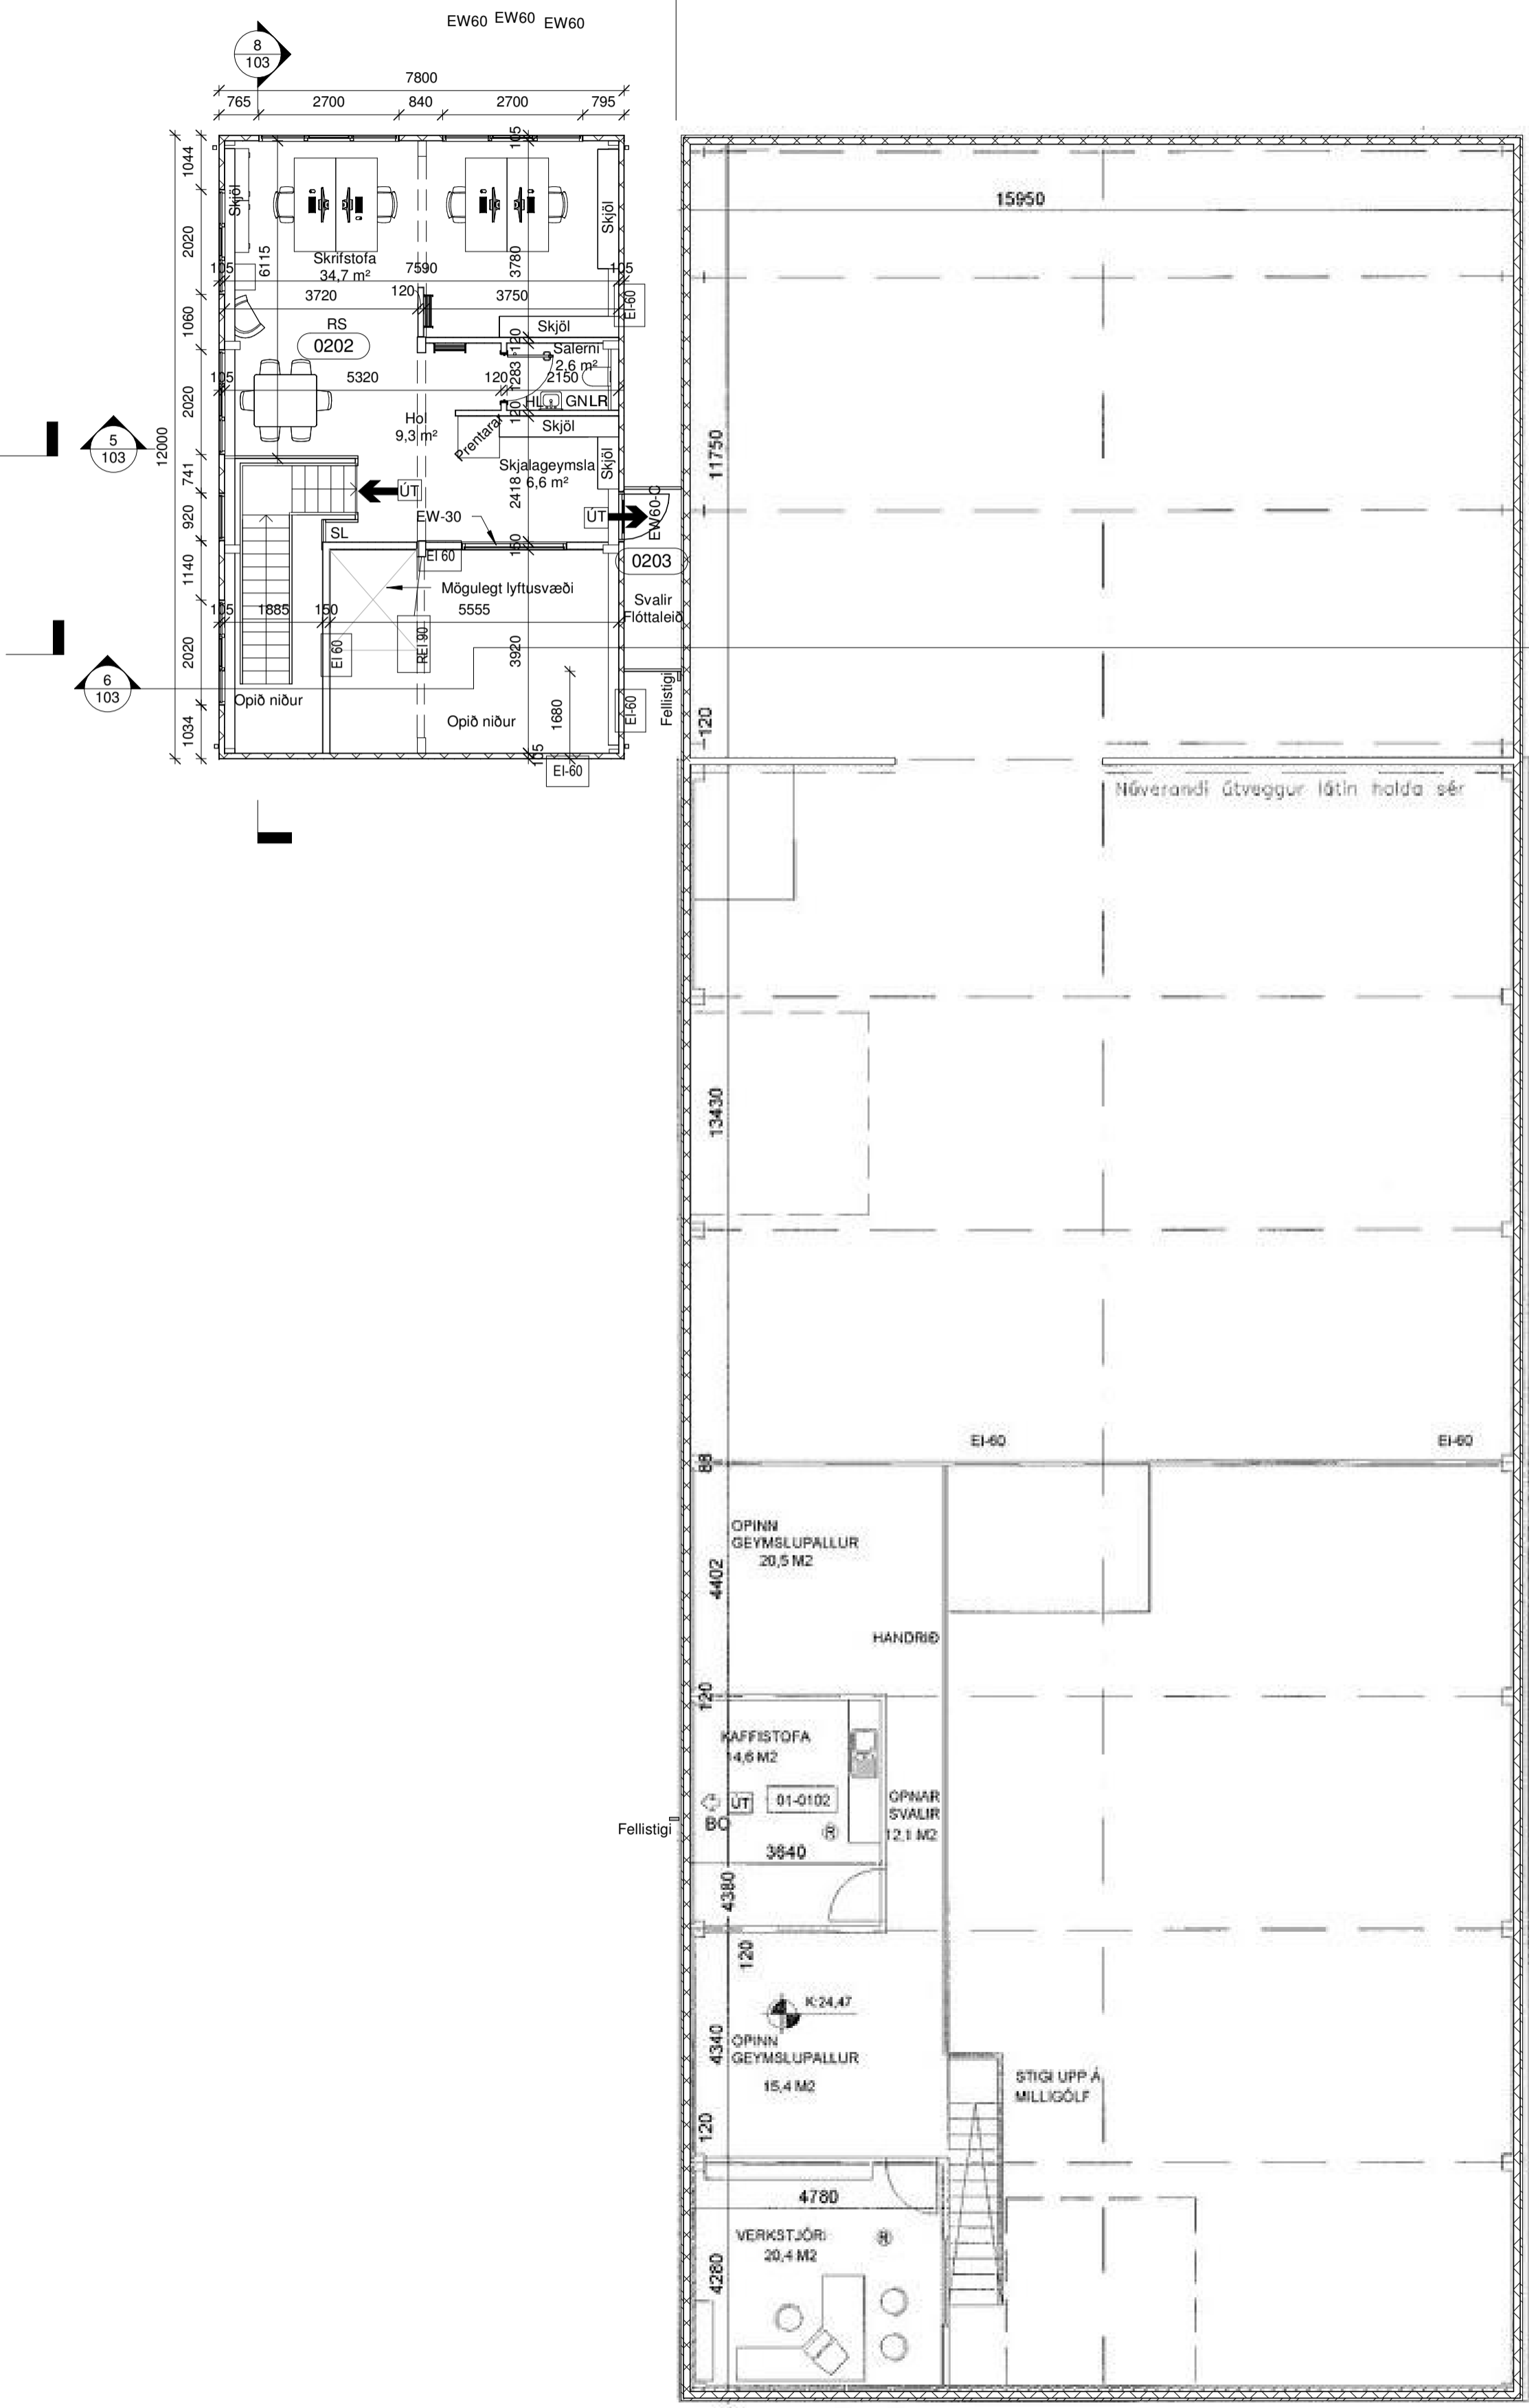 EW60 EW60 EW60
8
103
7800
765 2700 840 2700 795
105
1044
Skjöl
Skjöl
15950
2020
6115
Skrifstofa
34,7 m²
7590
3780
105
105
3720
120
3750
EI-60
1060
RS
0202
Skjöl
120
Salerni
2,6 m²
1283
105
5320
120
2150
2020
HL
GN
LR
120
Hol
9,3 m²
Prentarar
Skjöl
Skjöl
12000
11750
5
103
741
Skjalageymsla
6,6 m²
2418
ÚT
920
EW-30
ÚT
EW60-C
SL
150
EI 60
0203
1140
Mögulegt lyftusvæði
Svalir
Flóttaleið
105
1885
150
5555
2020
EI 60
REI 90
3920
6
103
Opið niður
Opið niður
1680
EI-60
Fellistigi
120
1034
EI-60
Núverandi útveggur látin halda sér
13430
EI-60
EI-60
88
OPINN
GEYMSLUPALLUR
20,5 M2
4402
HANDRIÐ
120
KAFFISTOFA
14,6 M2
ÚT
01-0102
OPNAR
SVALIR
12,1 M2
BO
R
Fellistigi
3640
4380
120
K:24,47
4340
OPINN
GEYMSLUPALLUR
15,4 M2
STIGI UPP Á
MILLIGÓLF
120
4780
VERKSTJÓRI
20,4 M2
R
4280